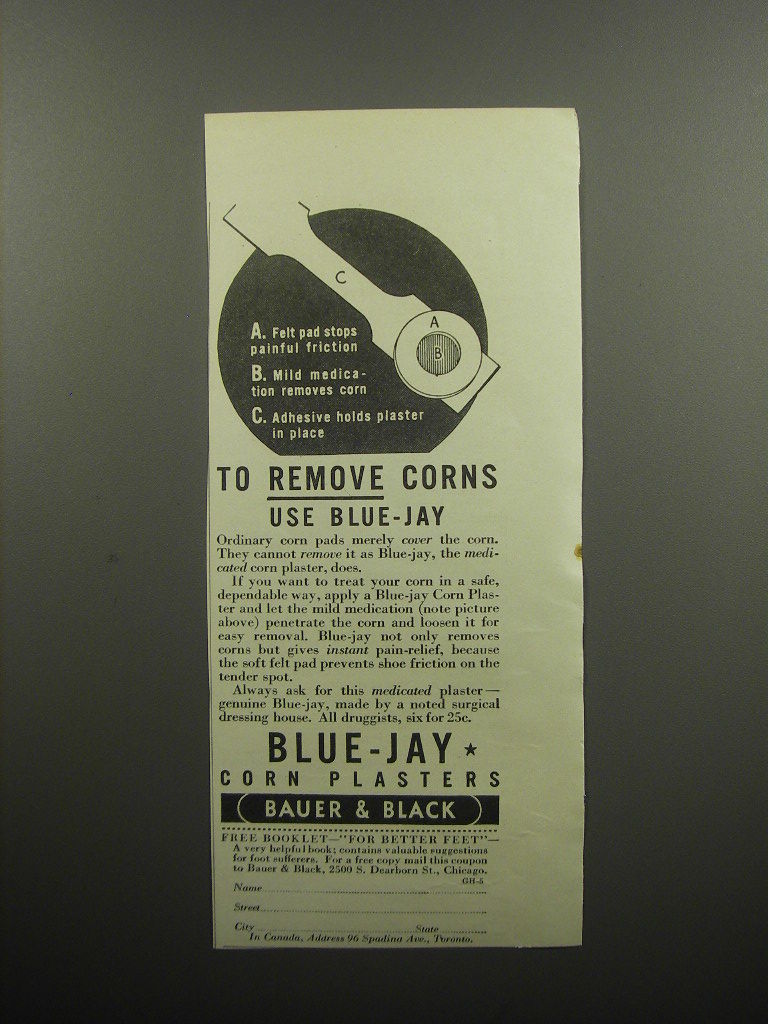 C
A
B
A. Felt pad stops
painful friction
B. Mild medica-
tion removes corn
C. Adhesive holds plaster
in place
TO REMOVE CORNS
USE BLUE-JAY
Ordinary corn pads merely cover the corn.
They cannot remove it as Blue-jay, the medi-
cated corn plaster, does.
If you want to treat your corn in a safe,
dependable way, apply a Blue-jay Corn Plas-
ter and let the mild medication (note picture
above) penetrate the corn and loosen it for
easy removal. Blue-jay not only removes
corns but gives instant pain-relief, because
the soft felt pad prevents shoe friction on the
tender spot.
Always ask for this medicated plaster—
genuine Blue-jay, made by a noted surgical
dressing house. All druggists, six for 25c.
BLUE-JAY ★
CORN PLASTERS
(BAUER & BLACK)
FREE BOOKLET—"FOR BETTER FEET"—
A very helpful book; contains valuable suggestions
for foot sufferers. For a free copy mail this coupon
to Bauer & Black, 2500 S. Dearborn St., Chicago.
GH-5
Name
Street
City State
In Canada, Address 96 Spadina Ave., Toronto.